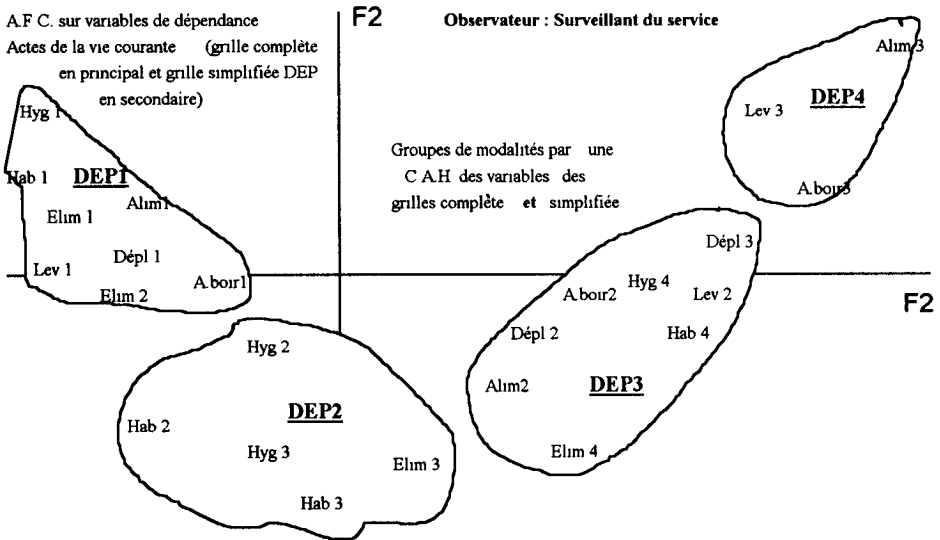 A.F C. sur variables de dépendance
Actes de la vie courante (grille complète
en principal et grille simplifiée DEP
en secondaire)
F2
Observateur : Surveillant du service
Alim 3
Lev 3
DEP4
A.boir3
Hyg 1
Hab 1
DEP1
Alim1
Elim 1
Dépl 1
Lev 1
A.boir1
Elim 2
Groupes de modalités par une
C A.H des variables des
grilles complète et simplifiée
Dépl 3
Hyg 4
A.boir2
Lev 2
F2
Dépl 2
Hab 4
Alim2
DEP3
Elim 4
Hyg 2
DEP2
Hab 2
Hyg 3
Elim 3
Hab 3